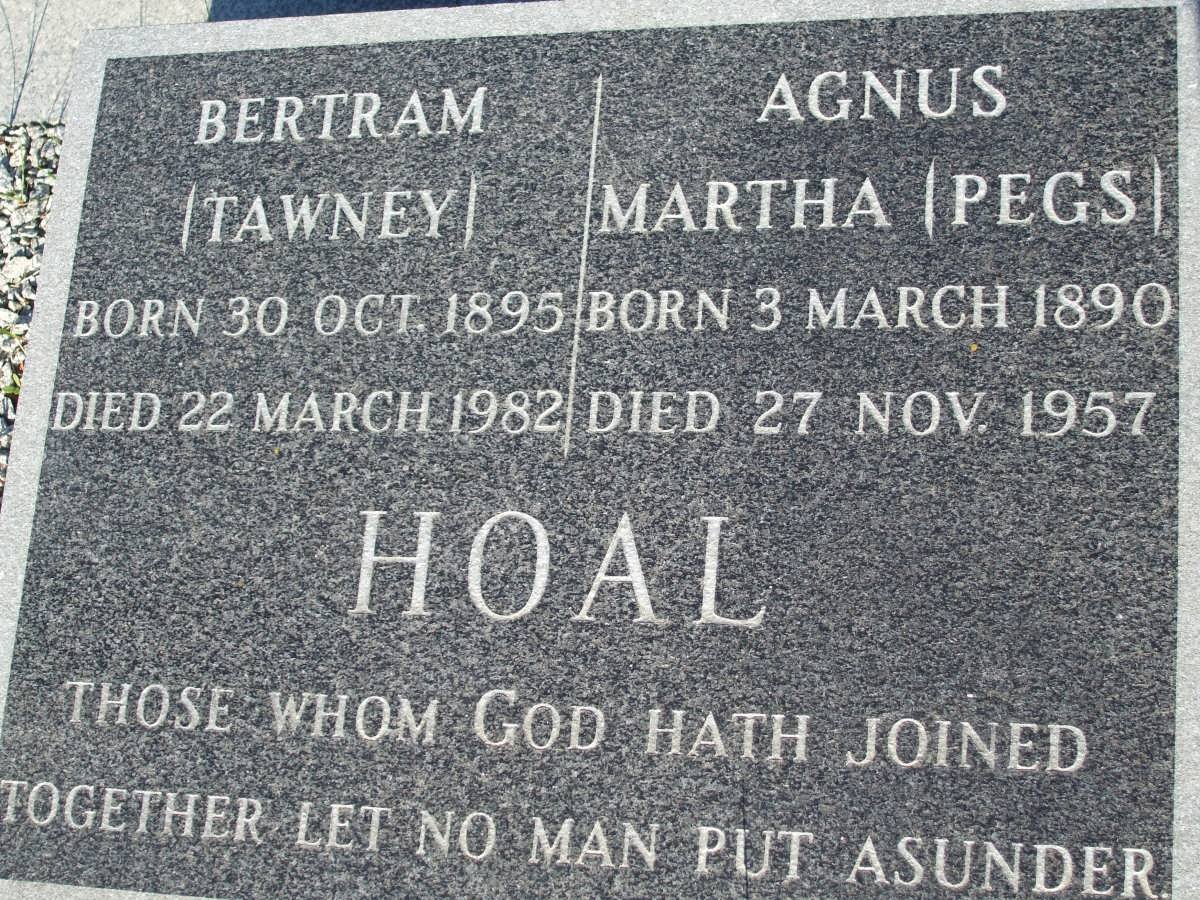 BERTRAM
(TAWNEY)
BORN 30 OCT. 1895
DIED 22 MARCH 1982
AGNUS
MARTHA (PEGS)
BORN 3 MARCH 1890
DIED 27 NOV. 1957
HOAL
THOSE WHOM GOD HATH JOINED
TOGETHER LET NO MAN PUT ASUNDER.